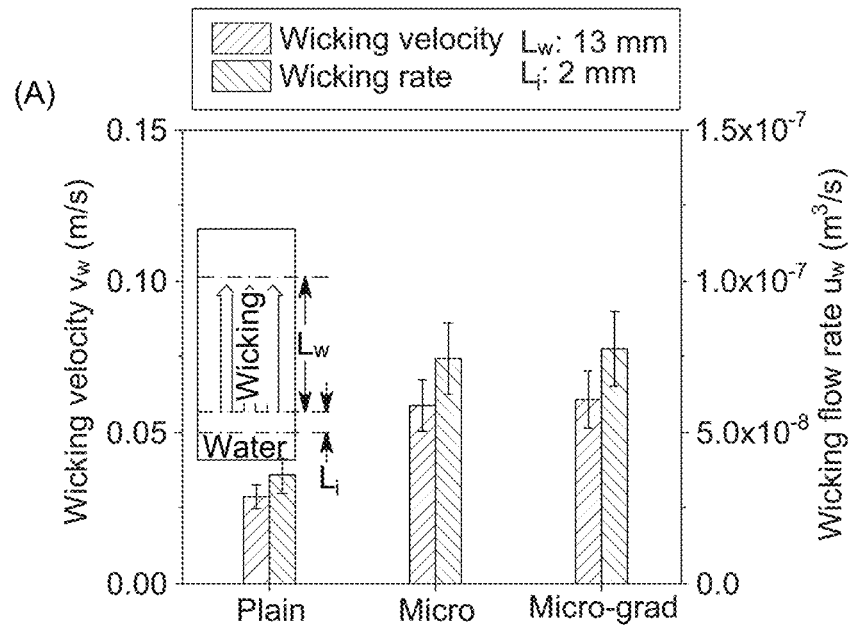 Wicking velocity Lw: 13 mm
Wicking rate Li: 2 mm
(A)
0.15
0.10
0.05
0.00
Wicking velocity vw (m/s)
1.5x10⁻⁷
1.0x10⁻⁷
5.0x10⁻⁸
0.0
Wicking flow rate uw (m³/s)
Wicking
Lw
Water
Li
Plain
Micro
Micro-grad